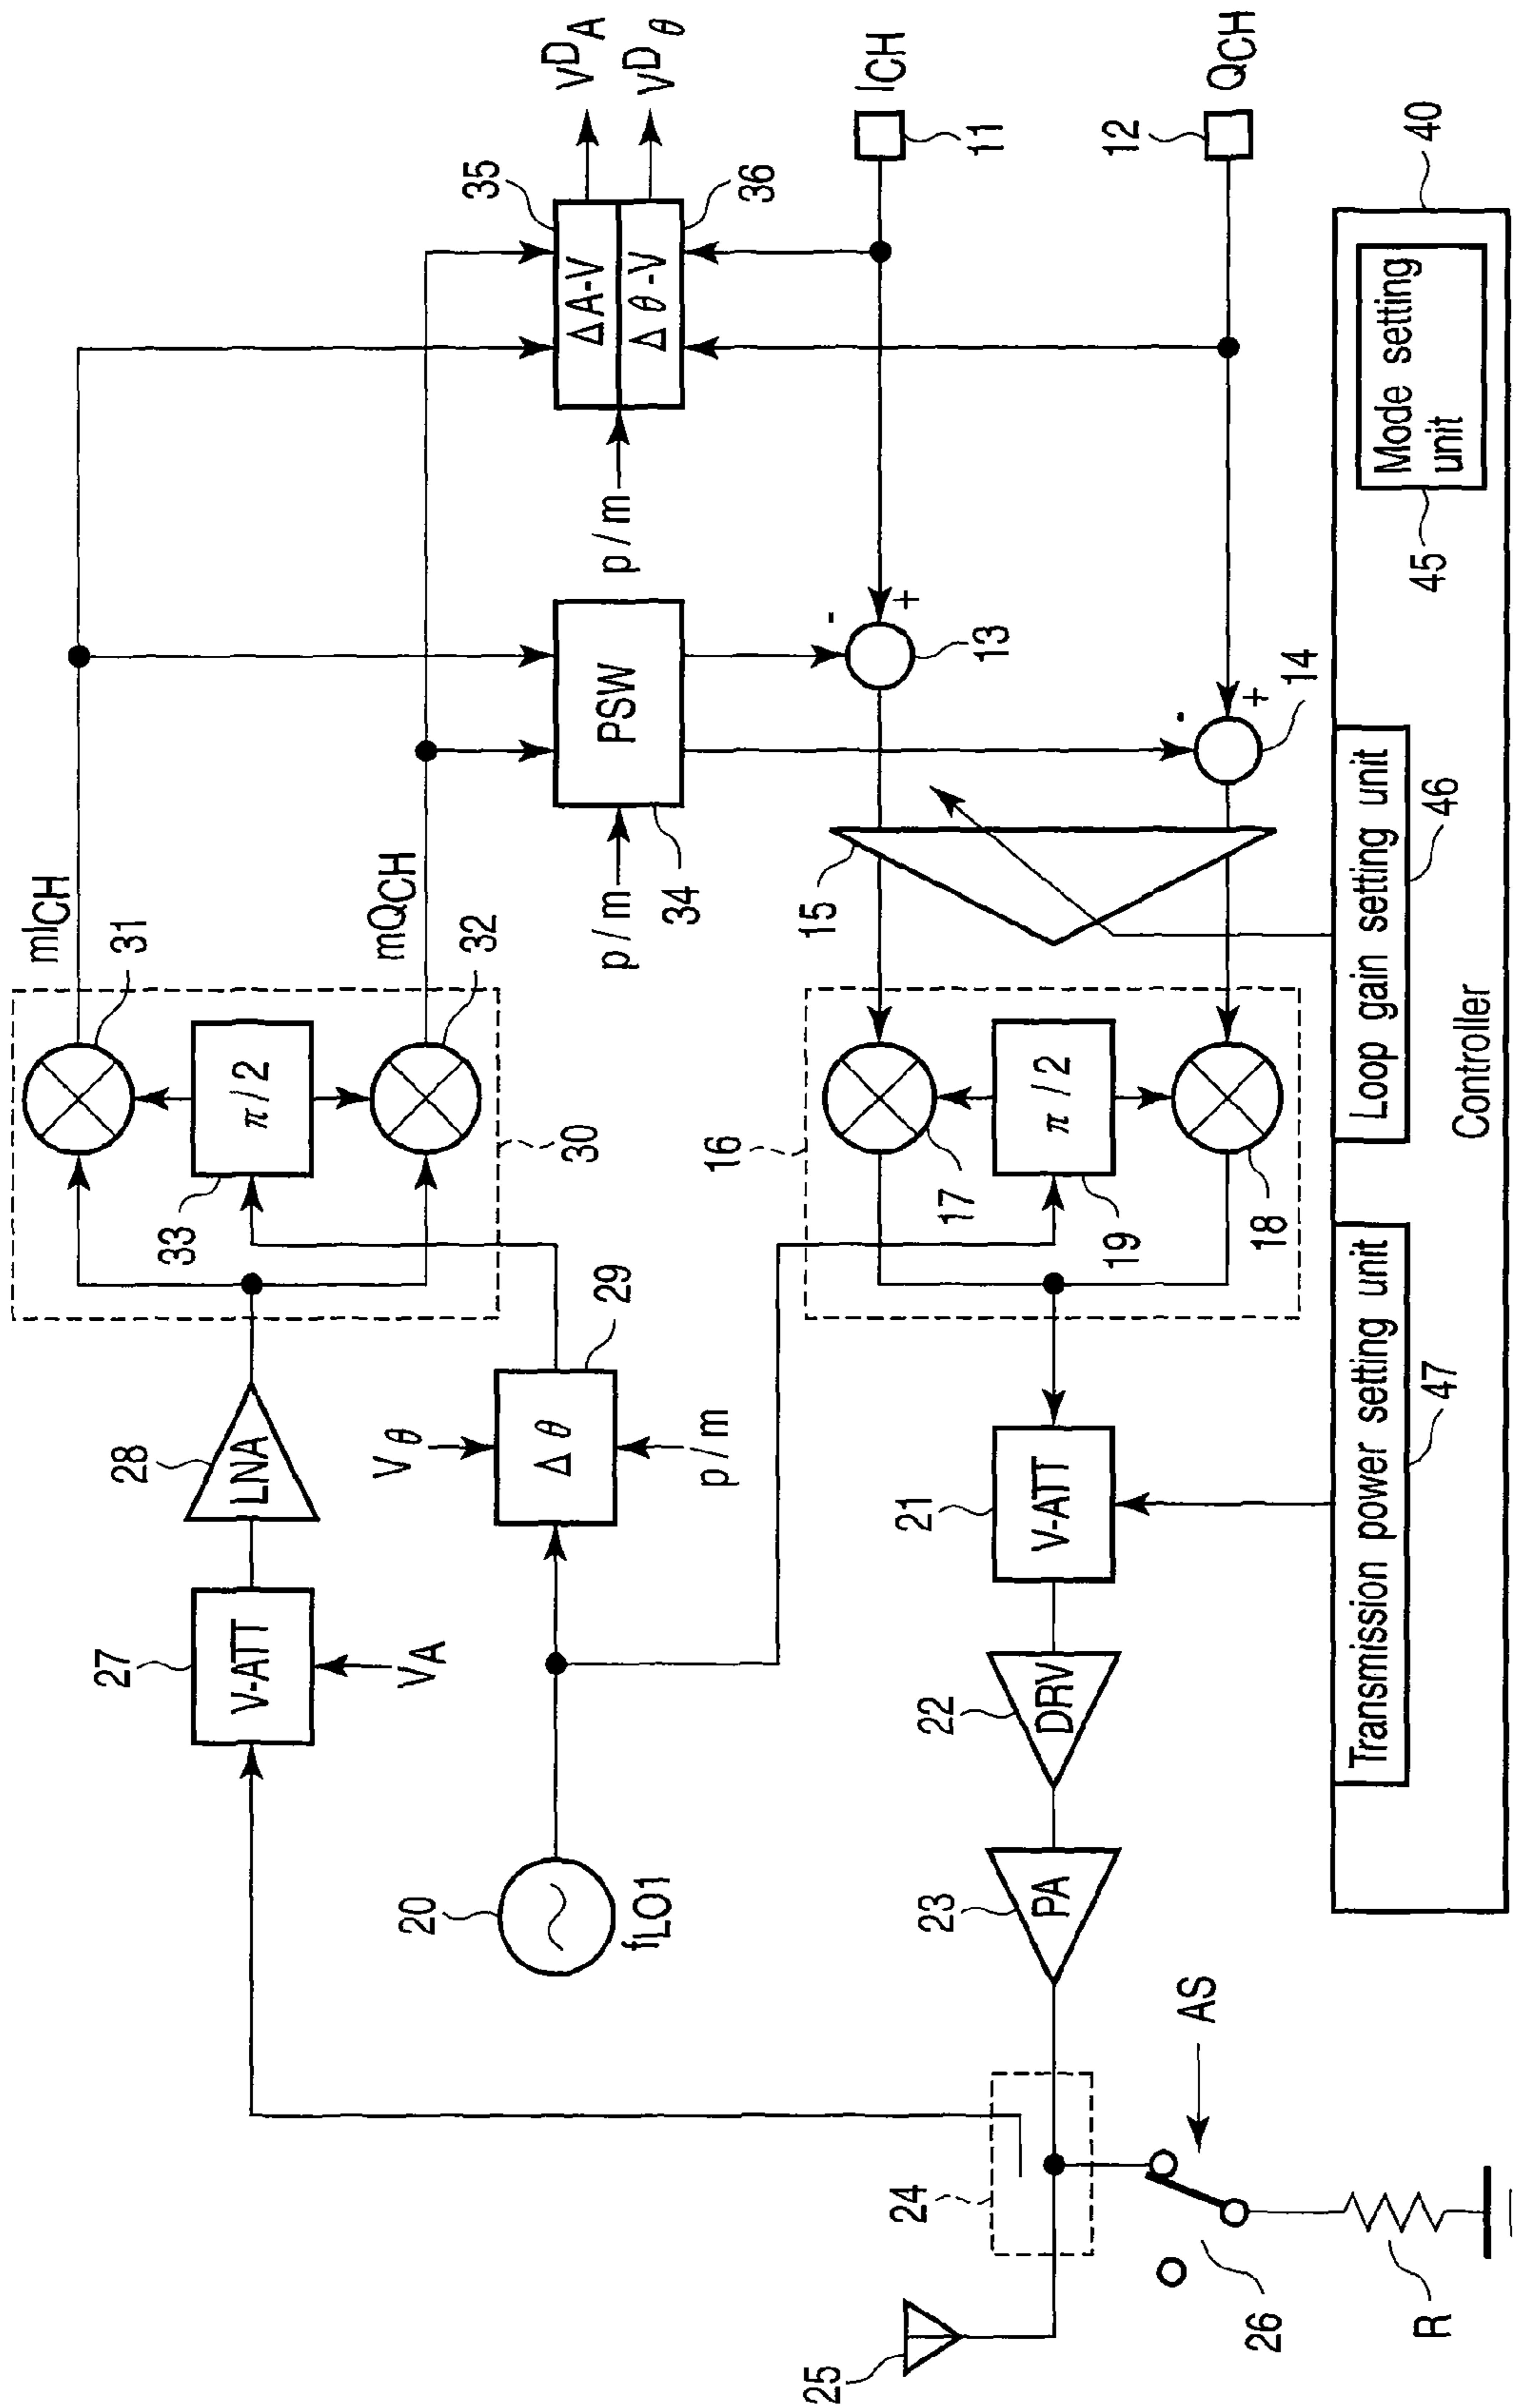 mICH
27
28
31
V-ATT
LNA
33
π/2
VA
20
VθmQCH
35
32
fLO1
Δθ
29
30
ΔA-V
VDA
p/m
PSW
p/m
Δθ-V
VDθ
34
36
p/m
16
25
24
23
22
21
15
ICH
17
13
11
PA
DRV
V-ATT
π/2
19
12
AS
QCH
26
18
14
R
Transmission power setting unit
Loop gain setting unit
Mode setting
unit
47
46
45
40
Controller